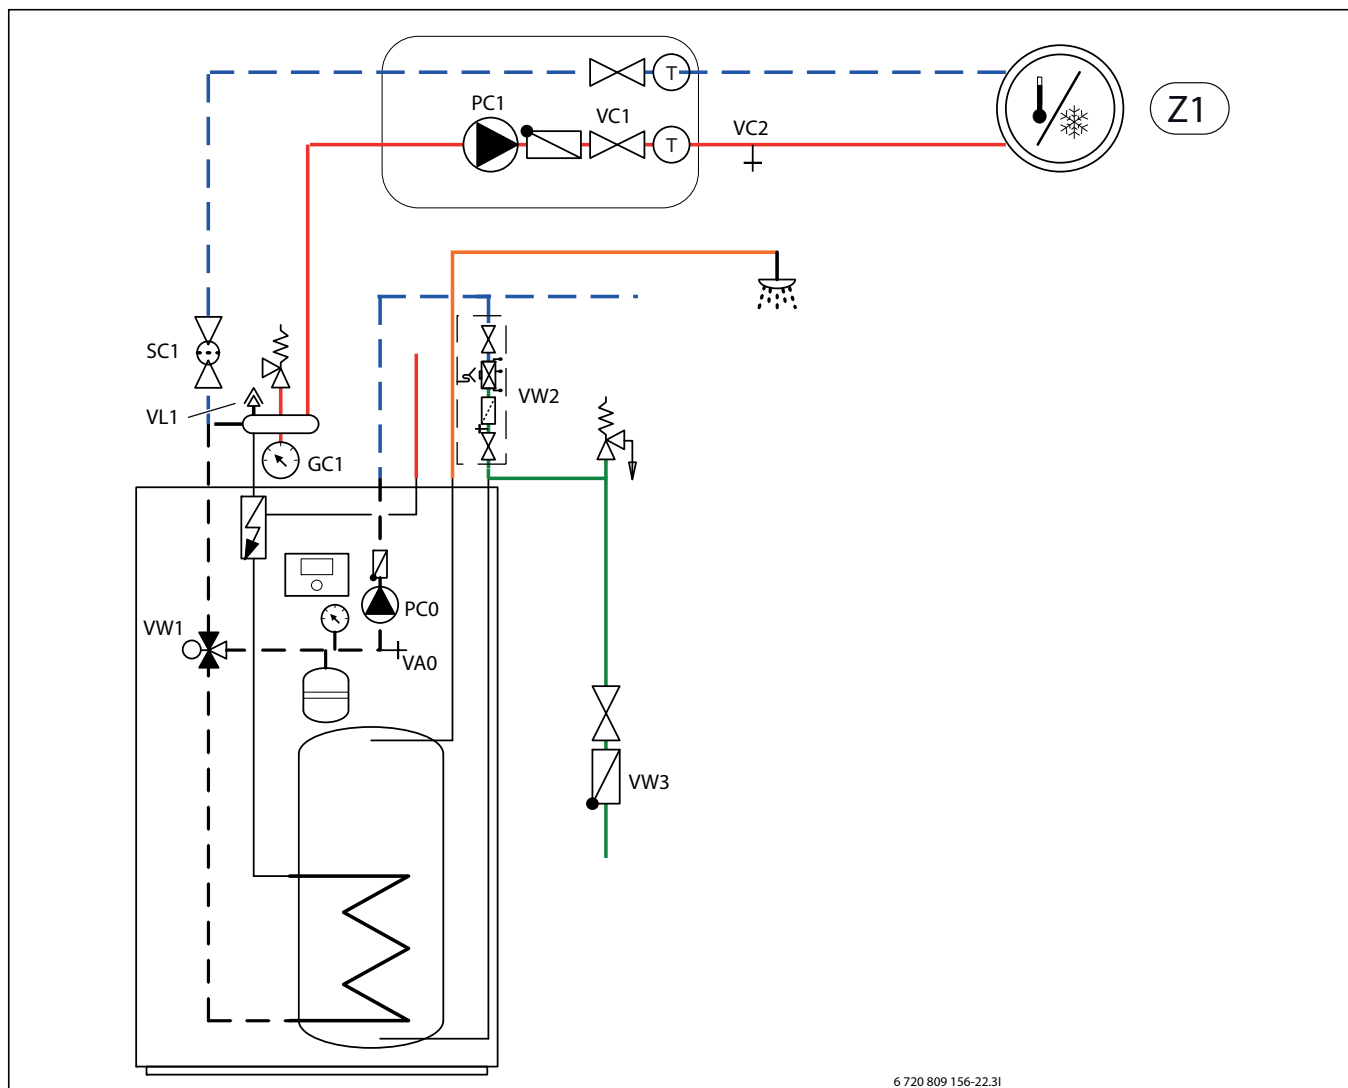 T
PC1
VC1
Z1
VC2
T
SC1
VW2
VL1
GC1
PC0
VW1
VA0
VW3
6 720 809 156-22.3I